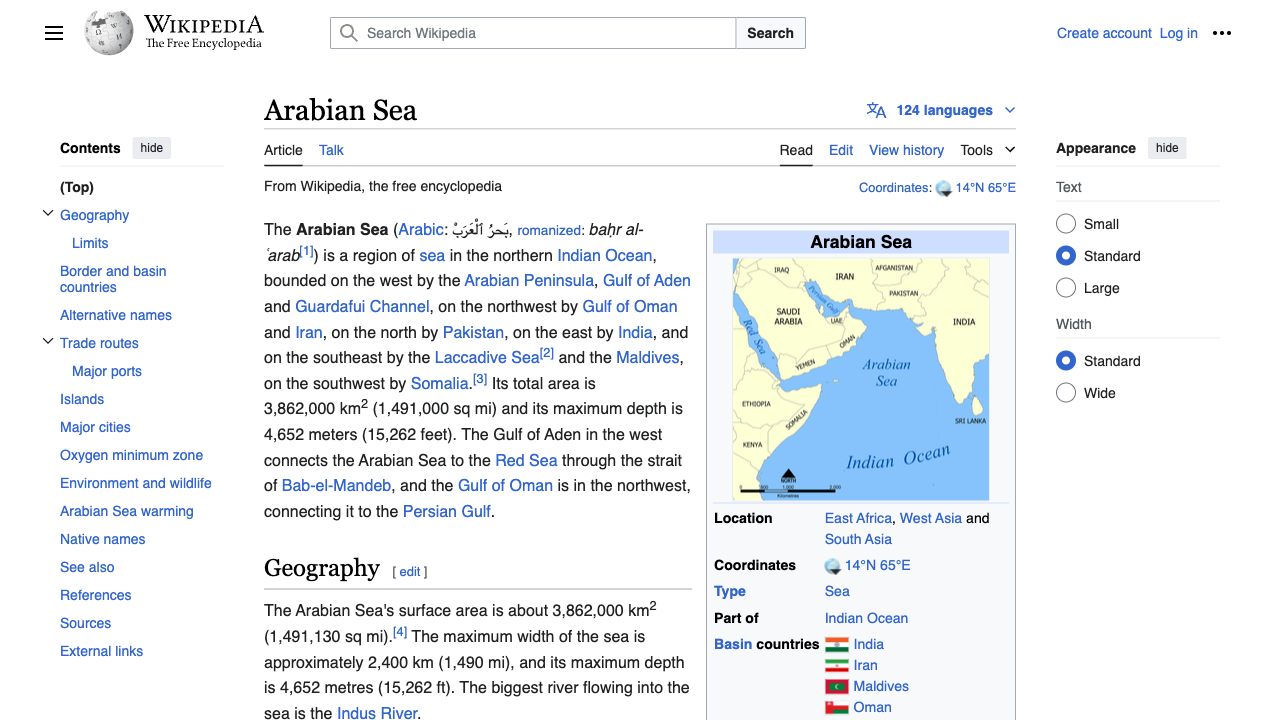 WIKIPEDIA
The Free Encyclopedia
Search Wikipedia
Search
Create account Log in
Arabian Sea
124 languages
Contents hide
Article Talk
Read Edit View history Tools
Appearance hide
From Wikipedia, the free encyclopedia
Coordinates: 14°N 65°E
(Top)
Geography
Limits
Border and basin
countries
Alternative names
Trade routes
Major ports
Islands
Major cities
Oxygen minimum zone
Environment and wildlife
Arabian Sea warming
Native names
See also
References
Sources
External links
The Arabian Sea (Arabic: بَحرُ ٱلْعَرَبْ, romanized: baḥr al-
ʿarab[1]) is a region of sea in the northern Indian Ocean,
bounded on the west by the Arabian Peninsula, Gulf of Aden
and Guardafui Channel, on the northwest by Gulf of Oman
and Iran, on the north by Pakistan, on the east by India, and
on the southeast by the Laccadive Sea[2] and the Maldives,
on the southwest by Somalia.[3] Its total area is
3,862,000 km2 (1,491,000 sq mi) and its maximum depth is
4,652 meters (15,262 feet). The Gulf of Aden in the west
connects the Arabian Sea to the Red Sea through the strait
of Bab-el-Mandeb, and the Gulf of Oman is in the northwest,
connecting it to the Persian Gulf.
Geography [ edit ]
The Arabian Sea's surface area is about 3,862,000 km2
(1,491,130 sq mi).[4] The maximum width of the sea is
approximately 2,400 km (1,490 mi), and its maximum depth
is 4,652 metres (15,262 ft). The biggest river flowing into the
sea is the Indus River.
Arabian Sea
IRAQ
IRAN
AFGHANISTAN
PAKISTAN
Persian Gulf
SAUDI
ARABIA
UAE
INDIA
Red Sea
OMAN
YEMEN
Arabian
Sea
ETHIOPIA
SOMALIA
SRI LANKA
KENYA
Indian Ocean
NORTH
Kilometres
Location East Africa, West Asia and
South Asia
Coordinates 14°N 65°E
Type Sea
Part of Indian Ocean
Basin countries India
Iran
Maldives
Oman
Text
Small
Standard
Large
Width
Standard
Wide